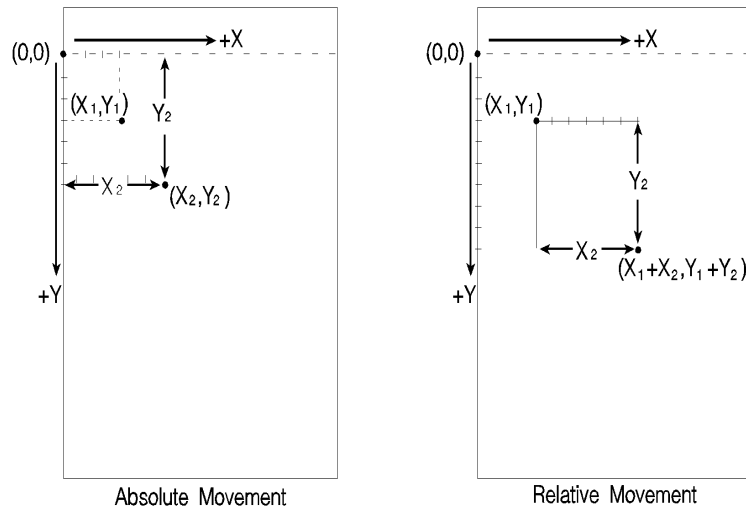 +X
(0,0)
(X₁,Y₁)
Y₂
X₂
(X₂,Y₂)
+Y
Absolute Movement
+X
(0,0)
(X₁,Y₁)
Y₂
X₂
(X₁+X₂,Y₁+Y₂)
+Y
Relative Movement